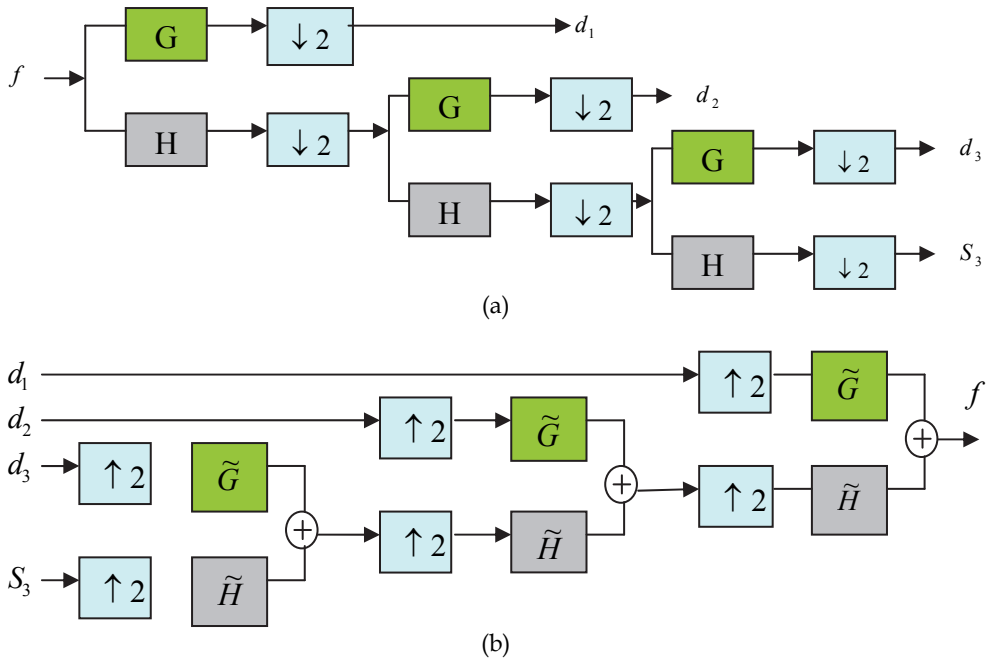 G ↓2 d₁
f
G ↓2 d₂
H ↓2
G ↓2 d₃
H ↓2
H ↓2 S₃
(a)
d₁ ↑2 G̃
f
d₂ ↑2 G̃
+
d₃ ↑2 G̃
+
↑2 H̃
+
↑2 H̃
S₃ ↑2 H̃
(b)